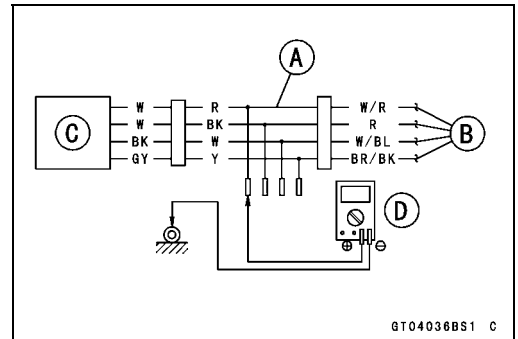 A
W R W/R
W BK R
C BK W W/BL B
GY Y BR/BK
D
⊕ ⊖
GT04036BS1 C